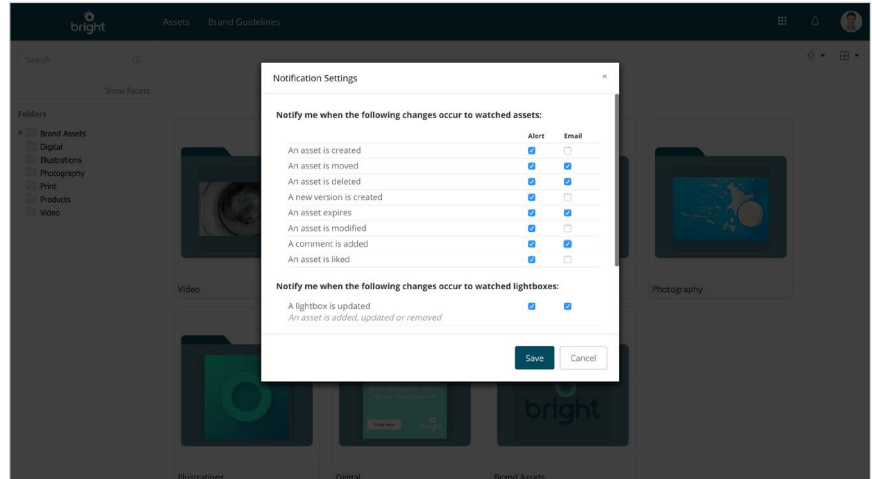 bright
Assets Brand Guidelines
Search
Show Facets
Folders
Brand Assets
Digital
Illustrations
Photography
Print
Products
Video
Notification Settings ×
Notify me when the following changes occur to watched assets:
Alert Email
An asset is created
An asset is moved
An asset is deleted
A new version is created
An asset expires
An asset is modified
A comment is added
An asset is liked
Notify me when the following changes occur to watched lightboxes:
A lightbox is updated
An asset is added, updated or removed
Save Cancel
Video
Photography
bright
bright
Illustrations
Digital
Brand Assets